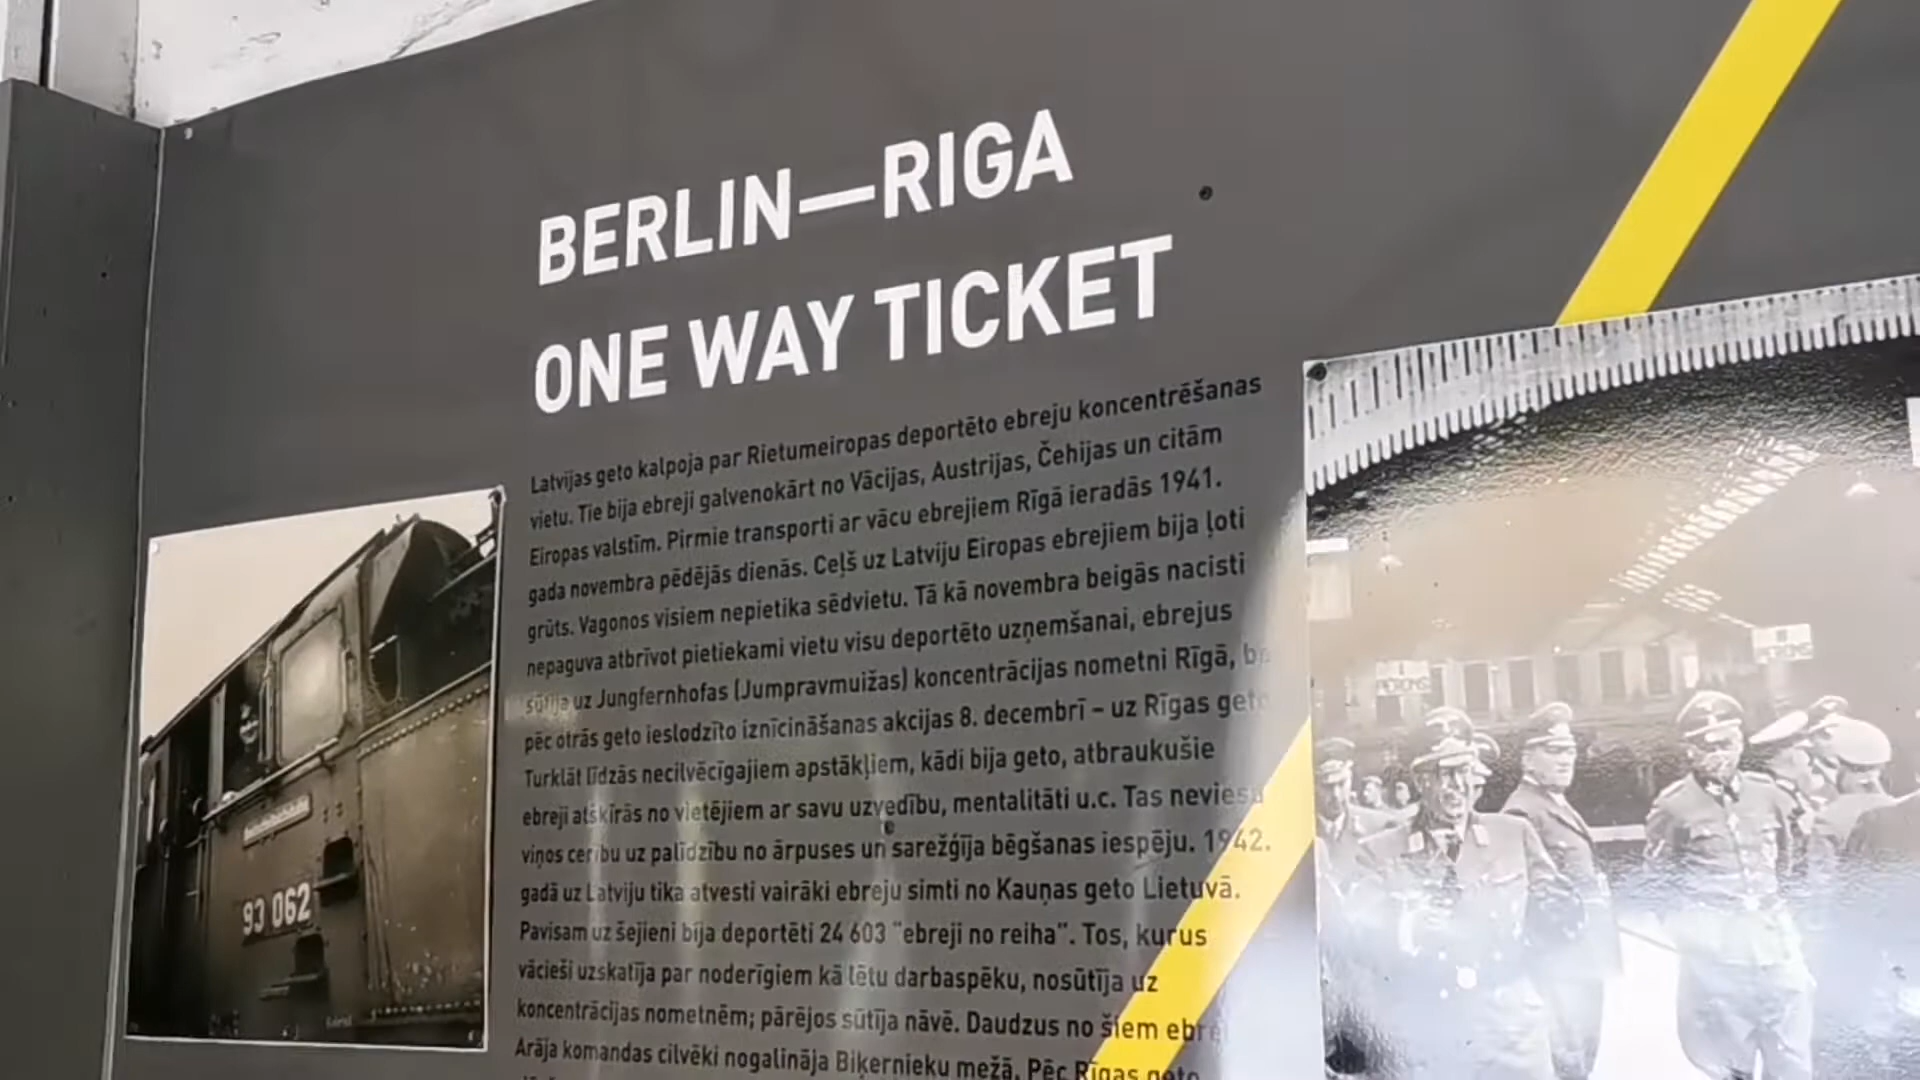 BERLIN—RIGA
ONE WAY TICKET
Latvijas geto kalpoja par Rietumeiropas deportēto ebreju koncentrēšanas
vietu. Tie bija ebreji galvenokārt no Vācijas, Austrijas, Čehijas un citām
Eiropas valstīm. Pirmie transporti ar vācu ebrejiem Rīgā ieradās 1941.
gada novembra pēdējās dienās. Ceļš uz Latviju Eiropas ebrejiem bija ļoti
grūts. Vagonos visiem nepietika sēdvietu. Tā kā novembra beigās nacisti
nepaguva atbrīvot pietiekami vietu visu deportēto uzņemšanai, ebrejus
sūtīja uz Jungfernhofas (Jumpravmuižas) koncentrācijas nometni Rīgā,
pēc otrās geto ieslodzīto iznīcināšanas akcijas 8. decembrī – uz Rīgas geto
Turklāt līdzās necilvēcīgajiem apstākļiem, kādi bija geto, atbraukušie
ebreji atšķīrās no vietējiem ar savu uzvedību, mentalitāti u.c. Tas neviesa
viņos cerību uz palīdzību no ārpuses un sarežģīja bēgšanas iespēju. 1942.
gadā uz Latviju tika atvesti vairāki ebreju simti no Kauņas geto Lietuvā.
Pavisam uz šejieni bija deportēti 24 603 "ebreji no reiha". Tos, kurus
vācieši uzskatīja par noderīgiem kā lētu darbaspēku, nosūtīja uz
koncentrācijas nometnēm; pārējos sūtīja nāvē. Daudzus no šiem
Arāja komandas cilvēki nogalināja Biķernieku mežā. Pēc Rīgas geto
93 062